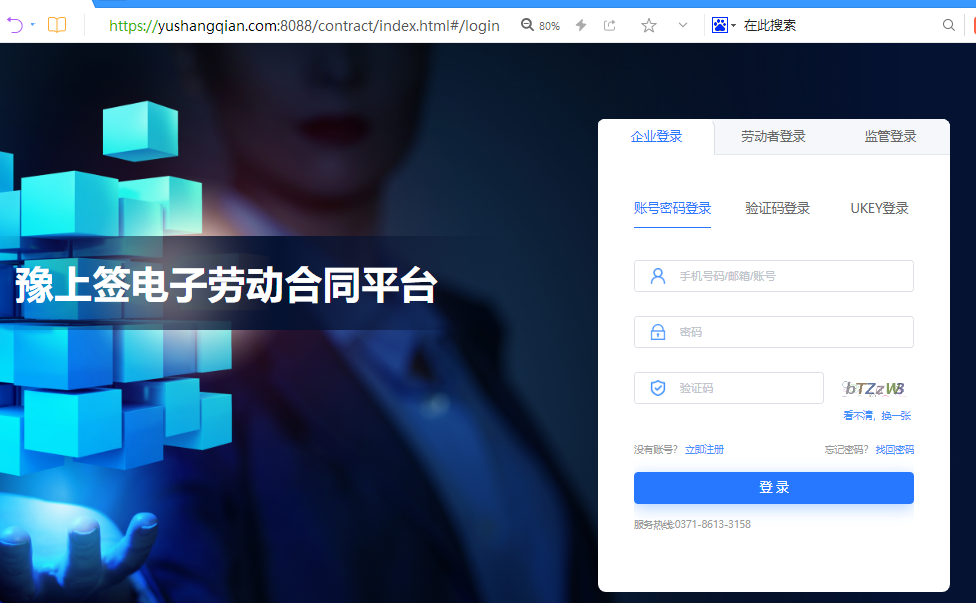 https://yushangqian.com:8088/contract/index.html#/login
80%
在此搜索
企业登录
劳动者登录
监管登录
账号密码登录
验证码登录
UKEY登录
豫上签电子劳动合同平台
手机号码/邮箱/账号
密码
验证码
bTZzW3
看不清，换一张
没有账号？ 立即注册
忘记密码？ 找回密码
登录
服务热线:0371-8613-3158